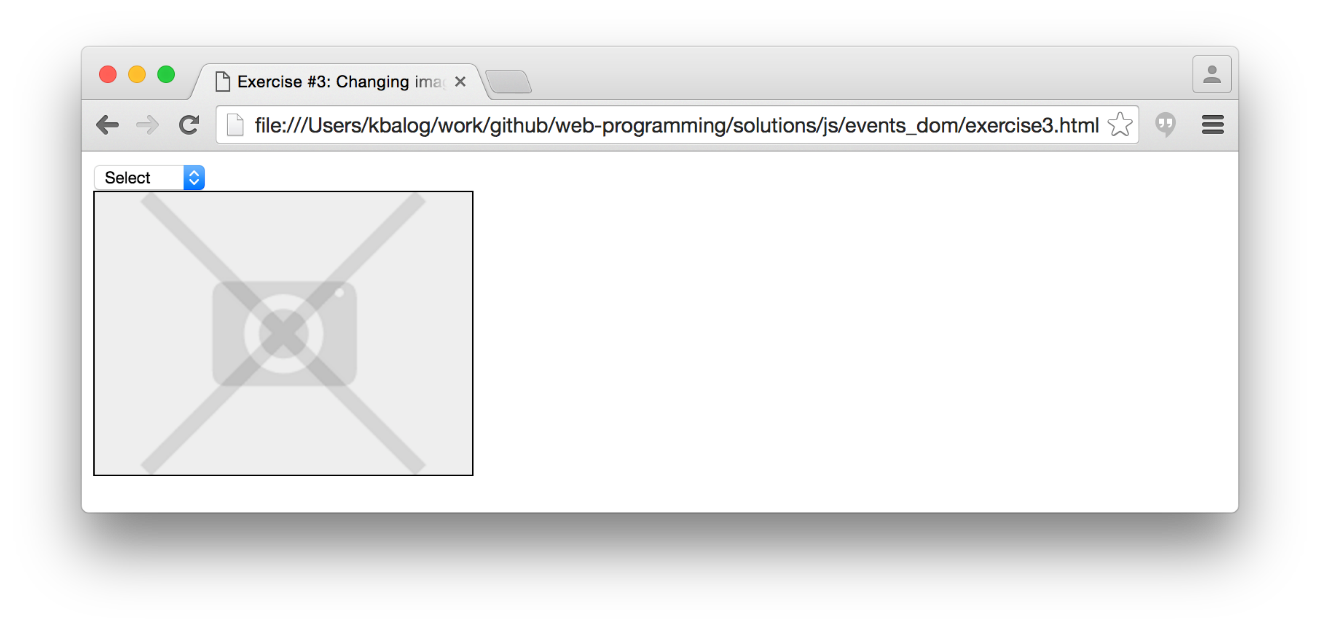 Exercise #3: Changing ima
file:///Users/kbalog/work/github/web-programming/solutions/js/events_dom/exercise3.html
Select